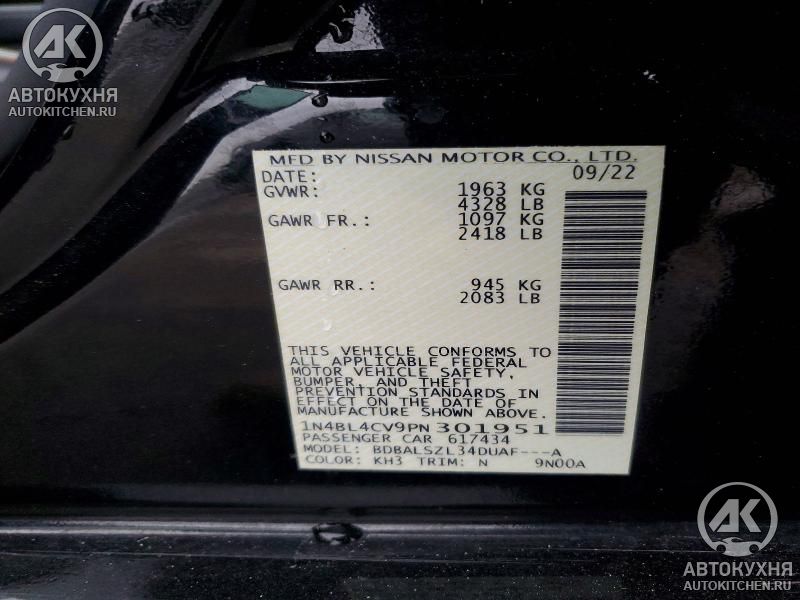 AK
АВТОКУХНЯ
AUTOKITCHEN.RU
MFD BY NISSAN MOTOR CO., LTD.
DATE: 09/22
GVWR: 1963 KG
4328 LB
GAWR FR.: 1097 KG
2418 LB
GAWR RR.: 945 KG
2083 LB
THIS VEHICLE CONFORMS TO
ALL APPLICABLE FEDERAL
MOTOR VEHICLE SAFETY,
BUMPER, AND THEFT
PREVENTION STANDARDS IN
EFFECT ON THE DATE OF
MANUFACTURE SHOWN ABOVE.
1N4BL4CV9PN301951
PASSENGER CAR 617434
MODEL: BDBALSZL34DUAF---A
COLOR: KH3 TRIM: N 9N00A
AK
АВТОКУХНЯ
AUTOKITCHEN.RU